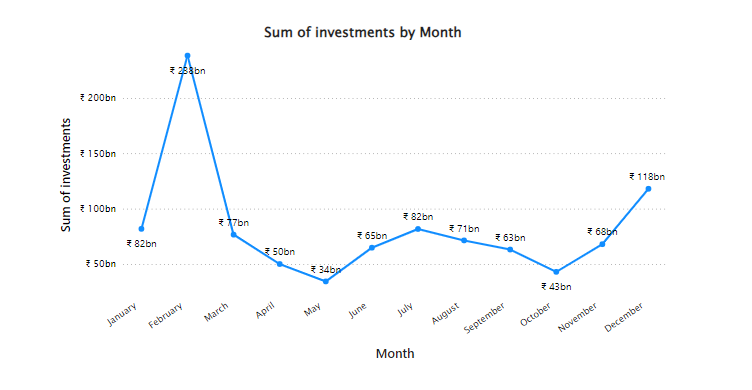 Sum of investments by Month
Sum of investments
₹ 200bn
₹ 150bn
₹ 100bn
₹ 50bn
₹ 82bn
₹ 238bn
₹ 77bn
₹ 50bn
₹ 34bn
₹ 65bn
₹ 82bn
₹ 71bn
₹ 63bn
₹ 43bn
₹ 68bn
₹ 118bn
January
February
March
April
May
June
July
August
September
October
November
December
Month